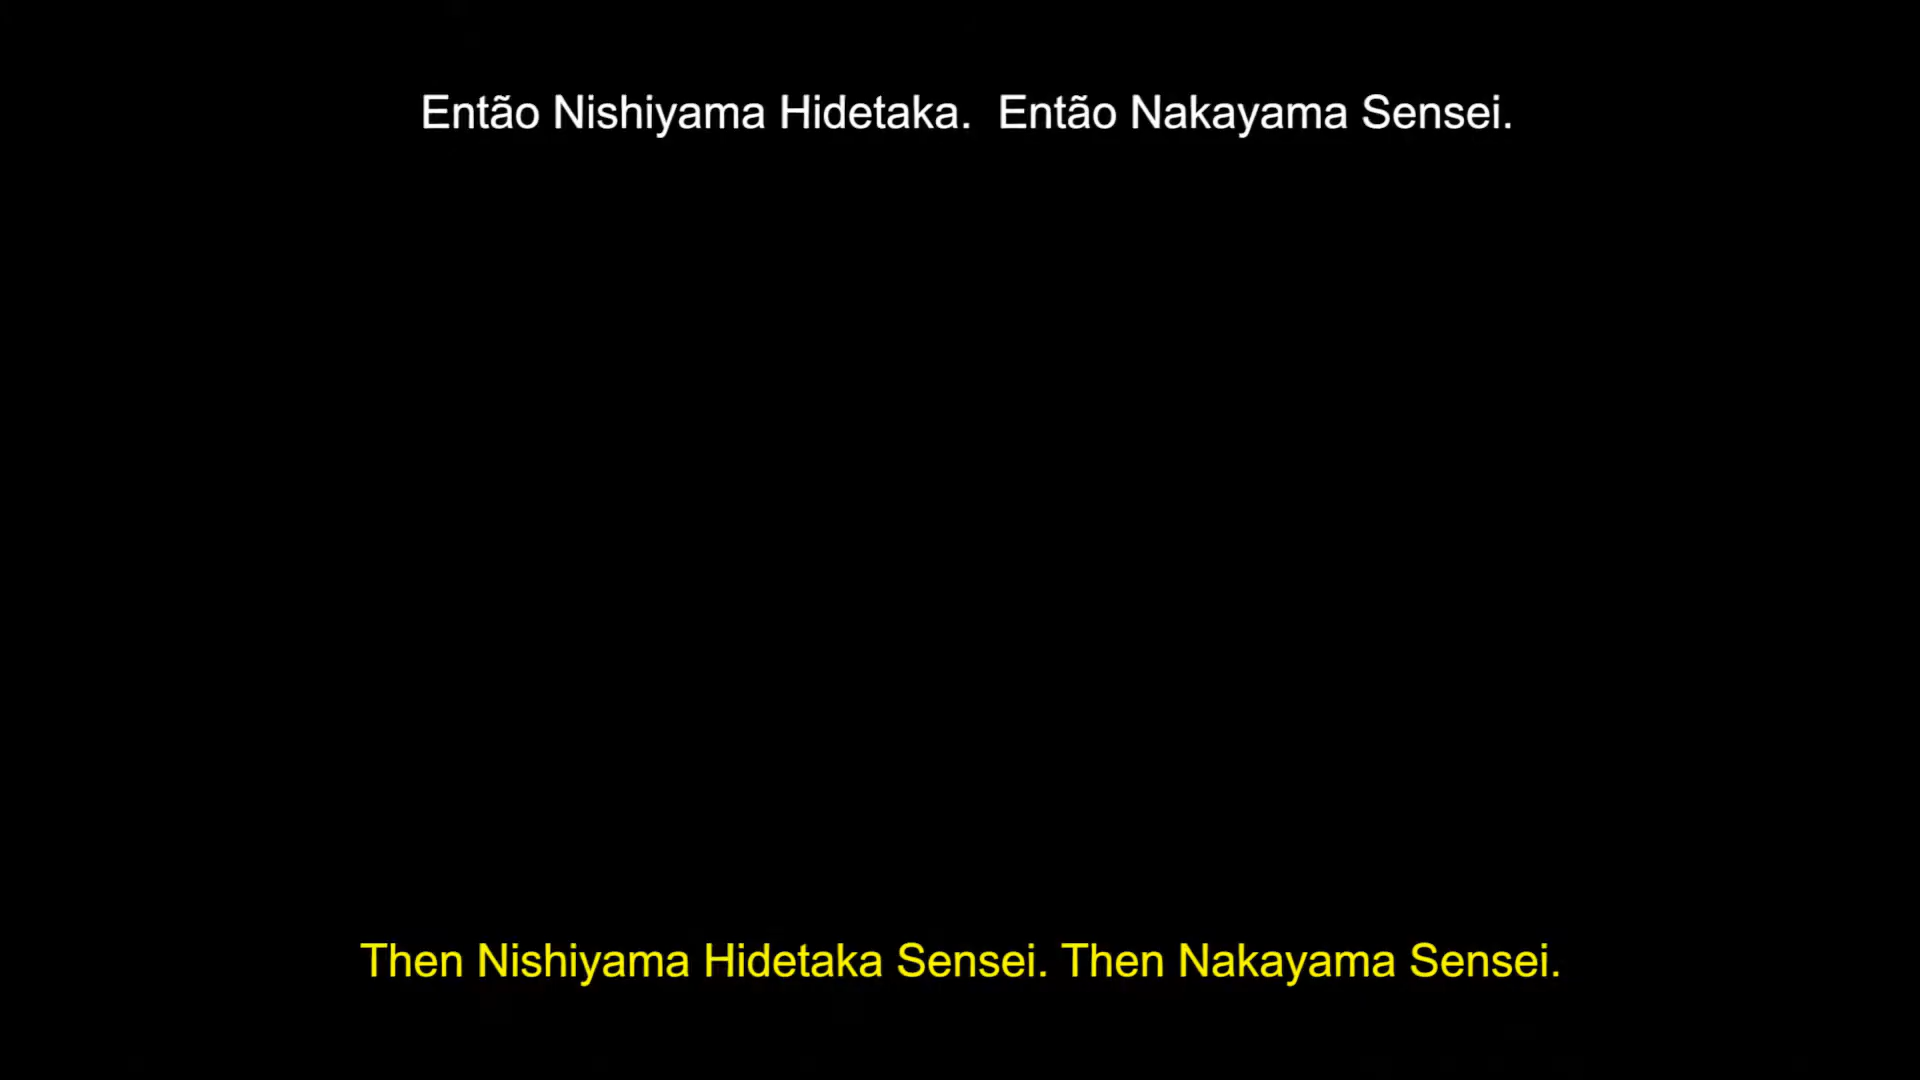 Então Nishiyama Hidetaka.  Então Nakayama Sensei.
Then Nishiyama Hidetaka Sensei. Then Nakayama Sensei.